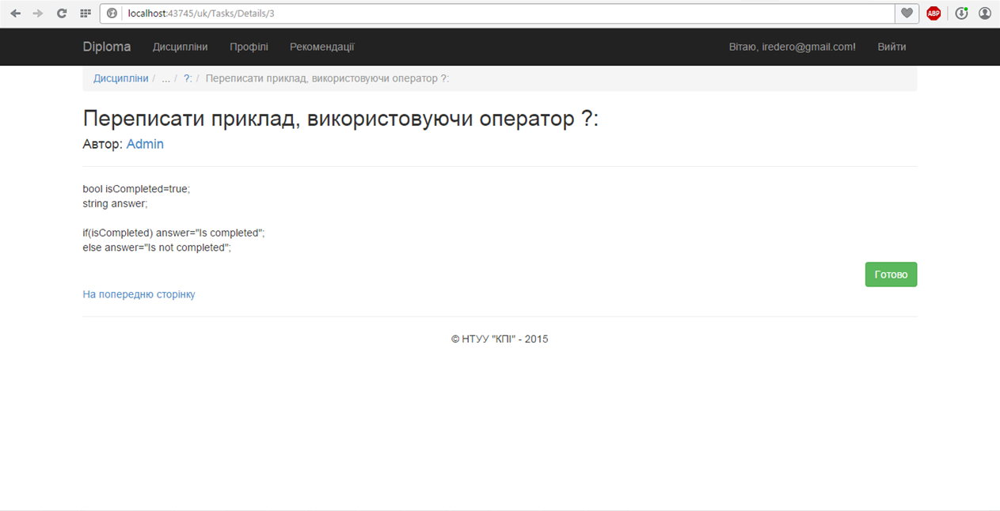 localhost:43745/uk/Tasks/Details/3
ABP
Diploma Дисципліни Профілі Рекомендації Вітаю, iredero@gmail.com! Вийти
Дисципліни / ... / ?: / Переписати приклад, використовуючи оператор ?:
Переписати приклад, використовуючи оператор ?:
Автор: Admin
bool isCompleted=true;
string answer;
if(isCompleted) answer="Is completed";
else answer="Is not completed";
Готово
На попередню сторінку
© НТУУ "КПІ" - 2015